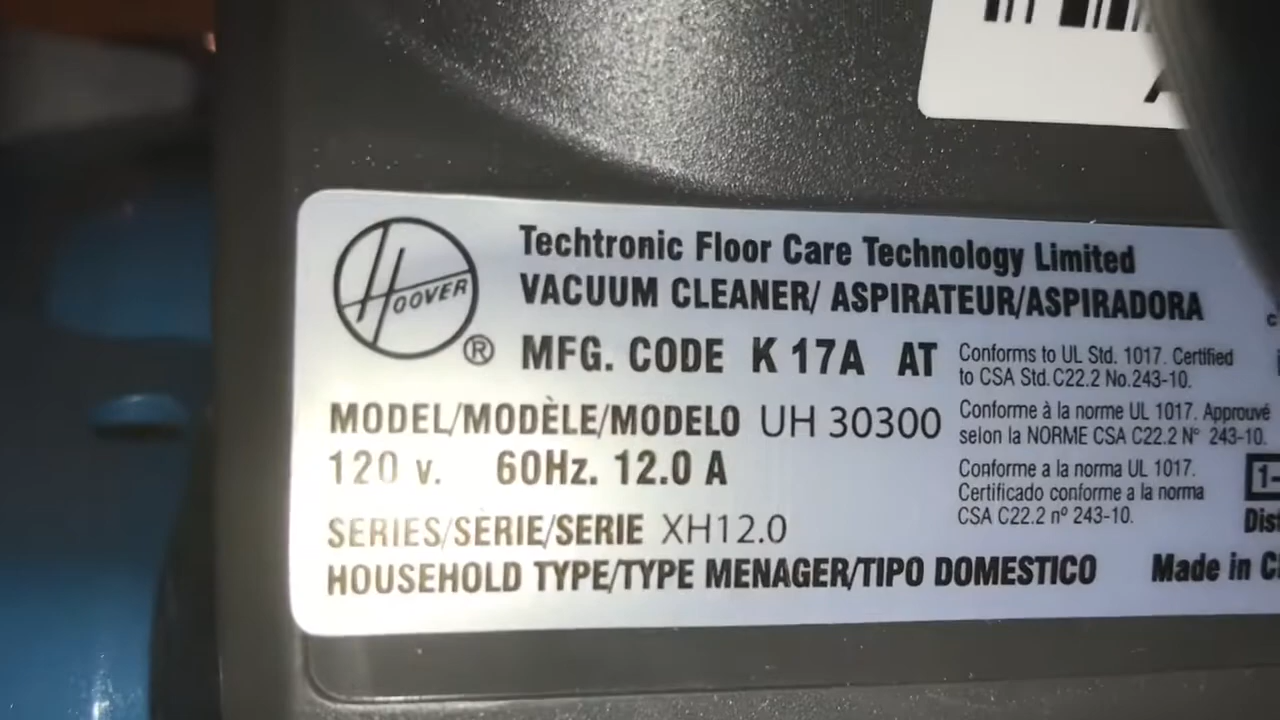 HOOVER
®
Techtronic Floor Care Technology Limited
VACUUM CLEANER/ ASPIRATEUR/ASPIRADORA
MFG. CODE K 17A AT
MODEL/MODÈLE/MODELO UH 30300
120 v. 60Hz. 12.0 A
SERIES/SÈRIE/SERIE XH12.0
HOUSEHOLD TYPE/TYPE MENAGER/TIPO DOMESTICO
Conforms to UL Std. 1017. Certified
to CSA Std. C22.2 No.243-10.
Conforme à la norme UL 1017. Approuvé
selon la NORME CSA C22.2 N° 243-10.
Conforme a la norma UL 1017.
Certificado conforme a la norma
CSA C22.2 nº 243-10.
Made in